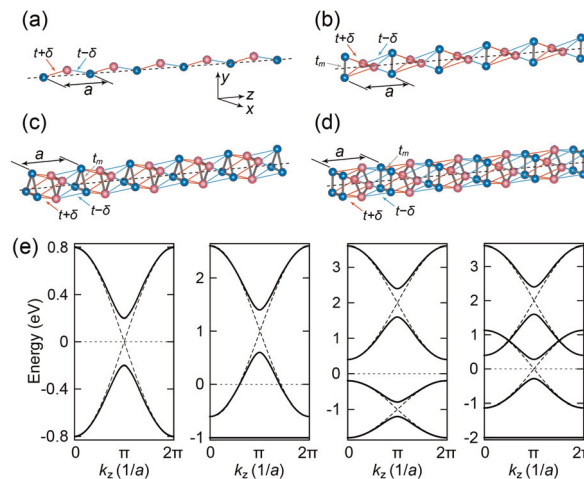 (a)
t+δ
t−δ
a
y
z
x
(b)
t+δ
t−δ
t_m
a
(c)
a
t_m
t+δ
t−δ
(d)
a
t_m
t+δ
t−δ
(e)
Energy (eV)
0.8
0.4
0
-0.4
-0.8
0 π 2π
k_z (1/a)
2
1
0
-1
0 π 2π
k_z (1/a)
3
2
1
0
-1
0 π 2π
k_z (1/a)
3
2
1
0
-1
-2
0 π 2π
k_z (1/a)